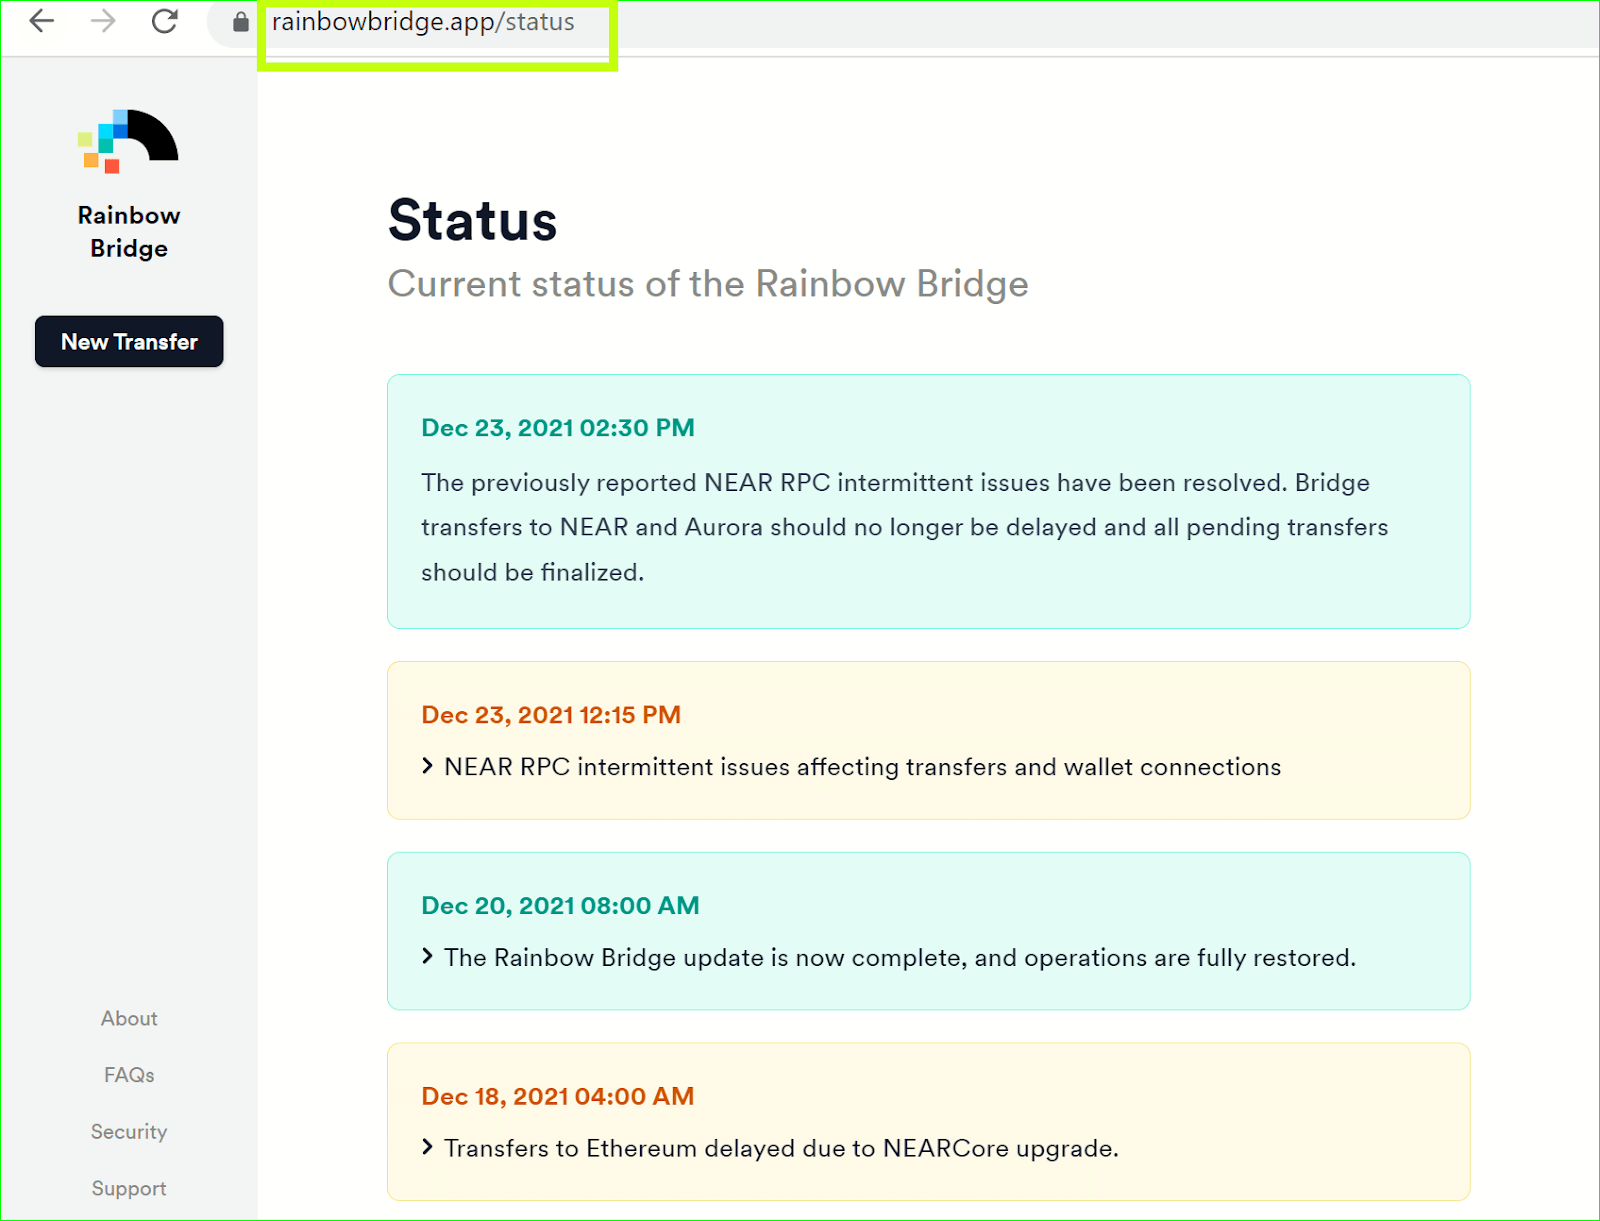 rainbowbridge.app/status
Rainbow
Bridge
New Transfer
Status
Current status of the Rainbow Bridge
Dec 23, 2021 02:30 PM
The previously reported NEAR RPC intermittent issues have been resolved. Bridge
transfers to NEAR and Aurora should no longer be delayed and all pending transfers
should be finalized.
Dec 23, 2021 12:15 PM
NEAR RPC intermittent issues affecting transfers and wallet connections
Dec 20, 2021 08:00 AM
The Rainbow Bridge update is now complete, and operations are fully restored.
Dec 18, 2021 04:00 AM
Transfers to Ethereum delayed due to NEARCore upgrade.
About
FAQs
Security
Support